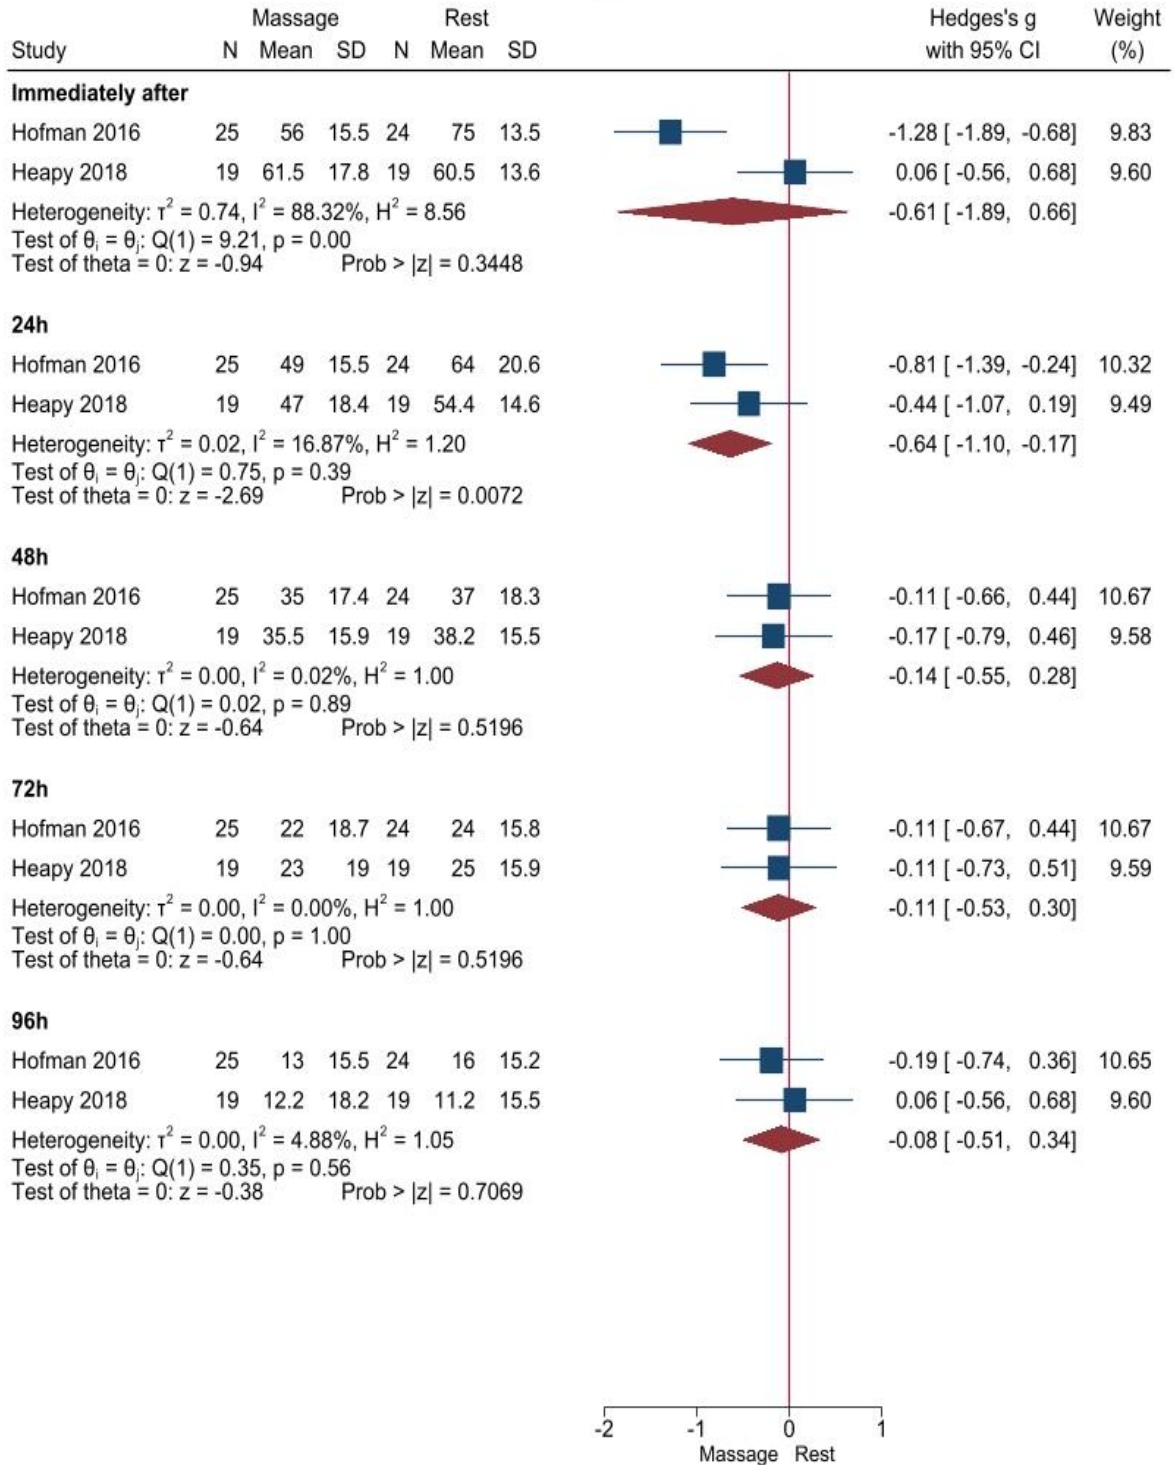 Massage Rest Hedges's g Weight
Study N Mean SD N Mean SD with 95% CI (%)
Immediately after
Hofman 2016 25 56 15.5 24 75 13.5 -1.28 [ -1.89, -0.68] 9.83
Heapy 2018 19 61.5 17.8 19 60.5 13.6 0.06 [ -0.56, 0.68] 9.60
Heterogeneity: τ² = 0.74, I² = 88.32%, H² = 8.56 -0.61 [ -1.89, 0.66]
Test of θᵢ = θⱼ: Q(1) = 9.21, p = 0.00
Test of theta = 0: z = -0.94 Prob > |z| = 0.3448
24h
Hofman 2016 25 49 15.5 24 64 20.6 -0.81 [ -1.39, -0.24] 10.32
Heapy 2018 19 47 18.4 19 54.4 14.6 -0.44 [ -1.07, 0.19] 9.49
Heterogeneity: τ² = 0.02, I² = 16.87%, H² = 1.20 -0.64 [ -1.10, -0.17]
Test of θᵢ = θⱼ: Q(1) = 0.75, p = 0.39
Test of theta = 0: z = -2.69 Prob > |z| = 0.0072
48h
Hofman 2016 25 35 17.4 24 37 18.3 -0.11 [ -0.66, 0.44] 10.67
Heapy 2018 19 35.5 15.9 19 38.2 15.5 -0.17 [ -0.79, 0.46] 9.58
Heterogeneity: τ² = 0.00, I² = 0.02%, H² = 1.00 -0.14 [ -0.55, 0.28]
Test of θᵢ = θⱼ: Q(1) = 0.02, p = 0.89
Test of theta = 0: z = -0.64 Prob > |z| = 0.5196
72h
Hofman 2016 25 22 18.7 24 24 15.8 -0.11 [ -0.67, 0.44] 10.67
Heapy 2018 19 23 19 19 25 15.9 -0.11 [ -0.73, 0.51] 9.59
Heterogeneity: τ² = 0.00, I² = 0.00%, H² = 1.00 -0.11 [ -0.53, 0.30]
Test of θᵢ = θⱼ: Q(1) = 0.00, p = 1.00
Test of theta = 0: z = -0.64 Prob > |z| = 0.5196
96h
Hofman 2016 25 13 15.5 24 16 15.2 -0.19 [ -0.74, 0.36] 10.65
Heapy 2018 19 12.2 18.2 19 11.2 15.5 0.06 [ -0.56, 0.68] 9.60
Heterogeneity: τ² = 0.00, I² = 4.88%, H² = 1.05 -0.08 [ -0.51, 0.34]
Test of θᵢ = θⱼ: Q(1) = 0.35, p = 0.56
Test of theta = 0: z = -0.38 Prob > |z| = 0.7069
-2 -1 0 1
Massage Rest